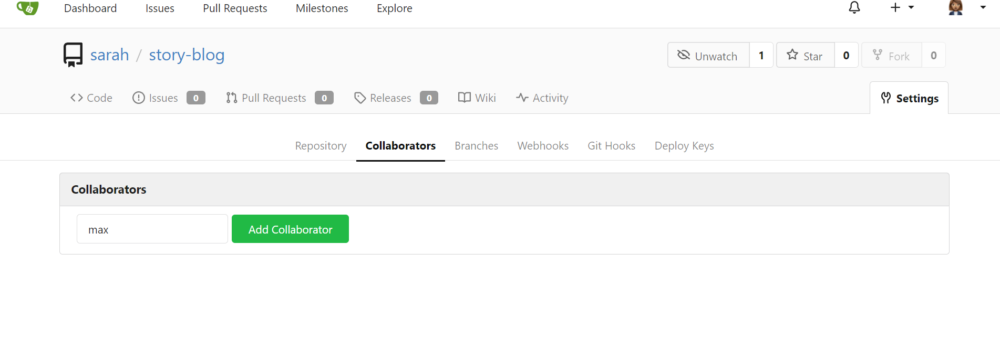 Dashboard Issues Pull Requests Milestones Explore
sarah / story-blog Unwatch 1 Star 0 Fork 0
Code Issues 0 Pull Requests 0 Releases 0 Wiki Activity Settings
Repository Collaborators Branches Webhooks Git Hooks Deploy Keys
Collaborators
max Add Collaborator